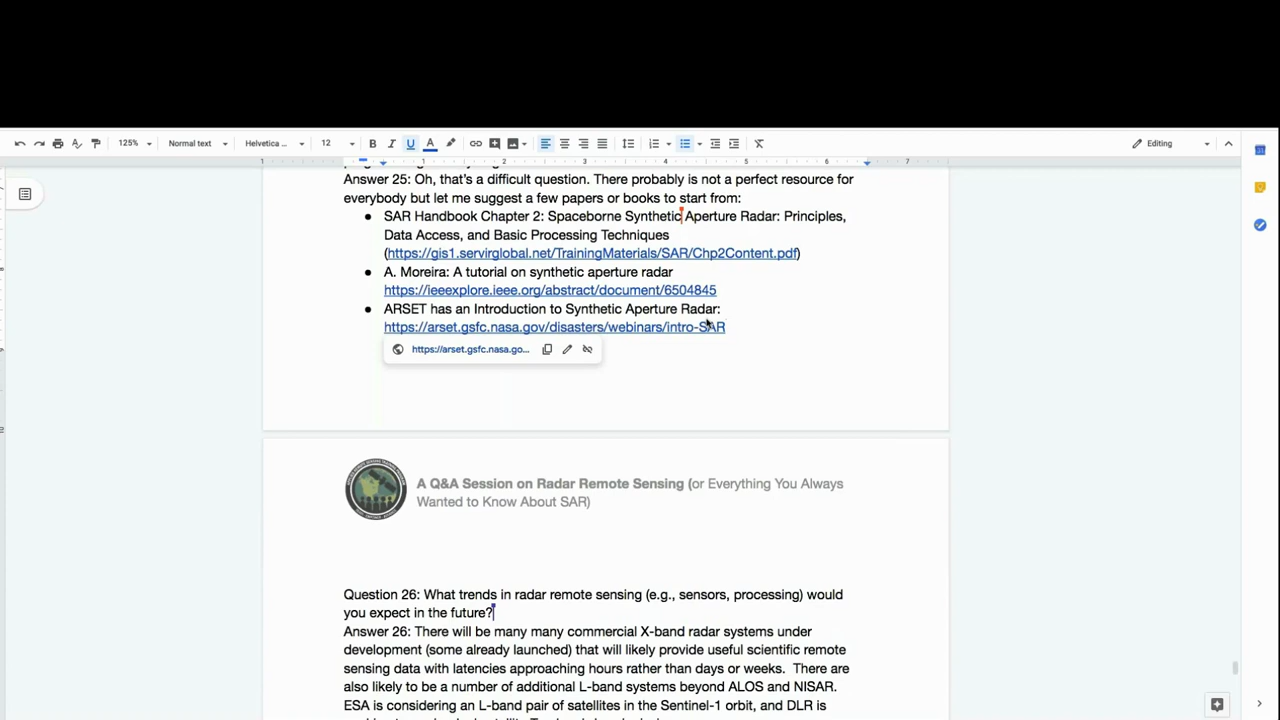 125%
Normal text
Helvetica ...
12
B
I
U
A
Editing
1
1
2
3
4
5
6
7
Answer 25: Oh, that's a difficult question. There probably is not a perfect resource for
everybody but let me suggest a few papers or books to start from:
● SAR Handbook Chapter 2: Spaceborne Synthetic Aperture Radar: Principles,
Data Access, and Basic Processing Techniques
(https://gis1.servirglobal.net/TrainingMaterials/SAR/Chp2Content.pdf)
● A. Moreira: A tutorial on synthetic aperture radar
https://ieeexplore.ieee.org/abstract/document/6504845
● ARSET has an Introduction to Synthetic Aperture Radar:
https://arset.gsfc.nasa.gov/disasters/webinars/intro-SAR
https://arset.gsfc.nasa.go...
A Q&A Session on Radar Remote Sensing (or Everything You Always
Wanted to Know About SAR)
Question 26: What trends in radar remote sensing (e.g., sensors, processing) would
you expect in the future?
Answer 26: There will be many many commercial X-band radar systems under
development (some already launched) that will likely provide useful scientific remote
sensing data with latencies approaching hours rather than days or weeks. There are
also likely to be a number of additional L-band systems beyond ALOS and NISAR.
ESA is considering an L-band pair of satellites in the Sentinel-1 orbit, and DLR is